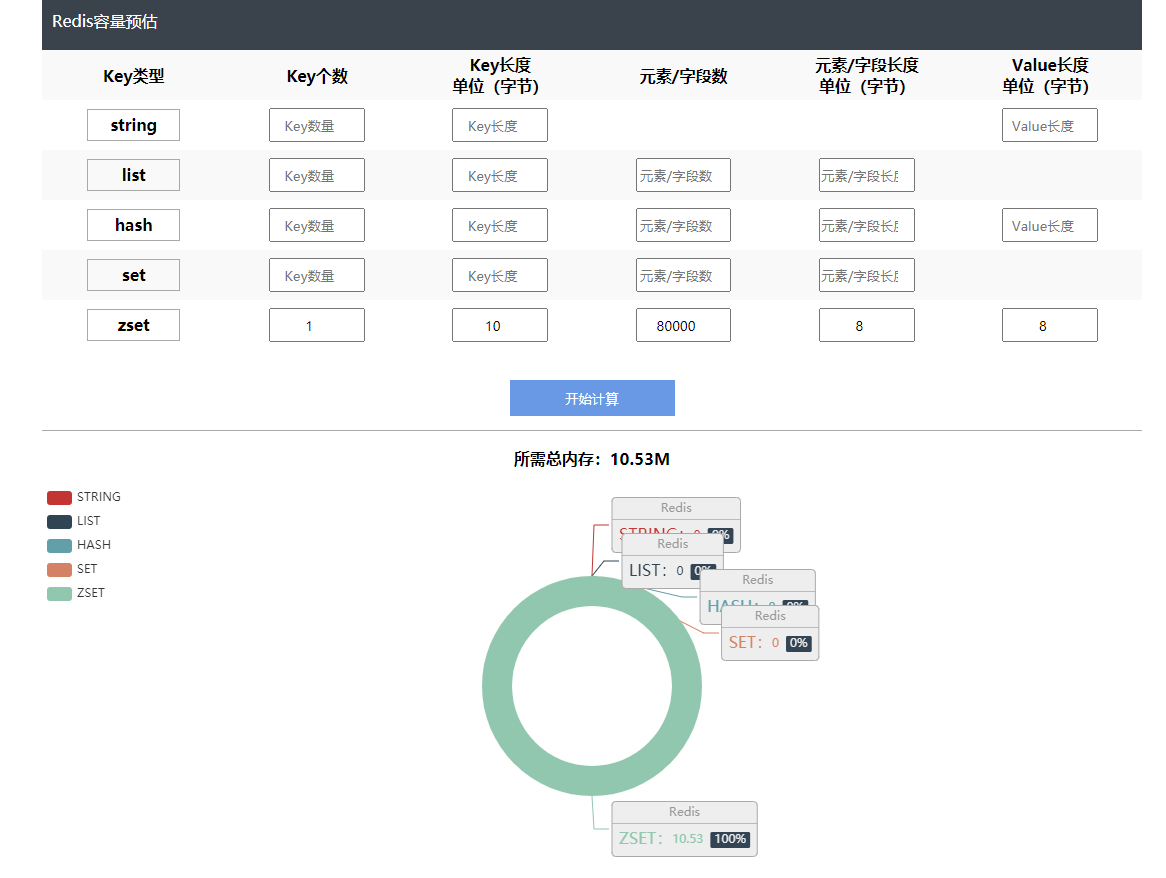 Redis容量预估
Key类型 Key个数 Key长度 单位（字节） 元素/字段数 元素/字段长度 单位（字节） Value长度 单位（字节）
string Key数量 Key长度 Value长度
list Key数量 Key长度 元素/字段数 元素/字段长
hash Key数量 Key长度 元素/字段数 元素/字段长 Value长度
set Key数量 Key长度 元素/字段数 元素/字段长
zset 1 10 80000 8 8
开始计算
所需总内存：10.53M
STRING
LIST
HASH
SET
ZSET
Redis
STRING： 0 0%
Redis
LIST： 0 0%
Redis
HASH： 0 0%
Redis
SET： 0 0%
Redis
ZSET： 10.53 100%